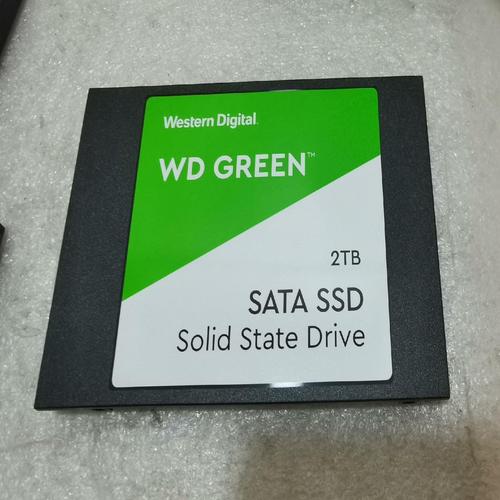 Western Digital.
WD GREEN™
2TB
SATA SSD
Solid State Drive